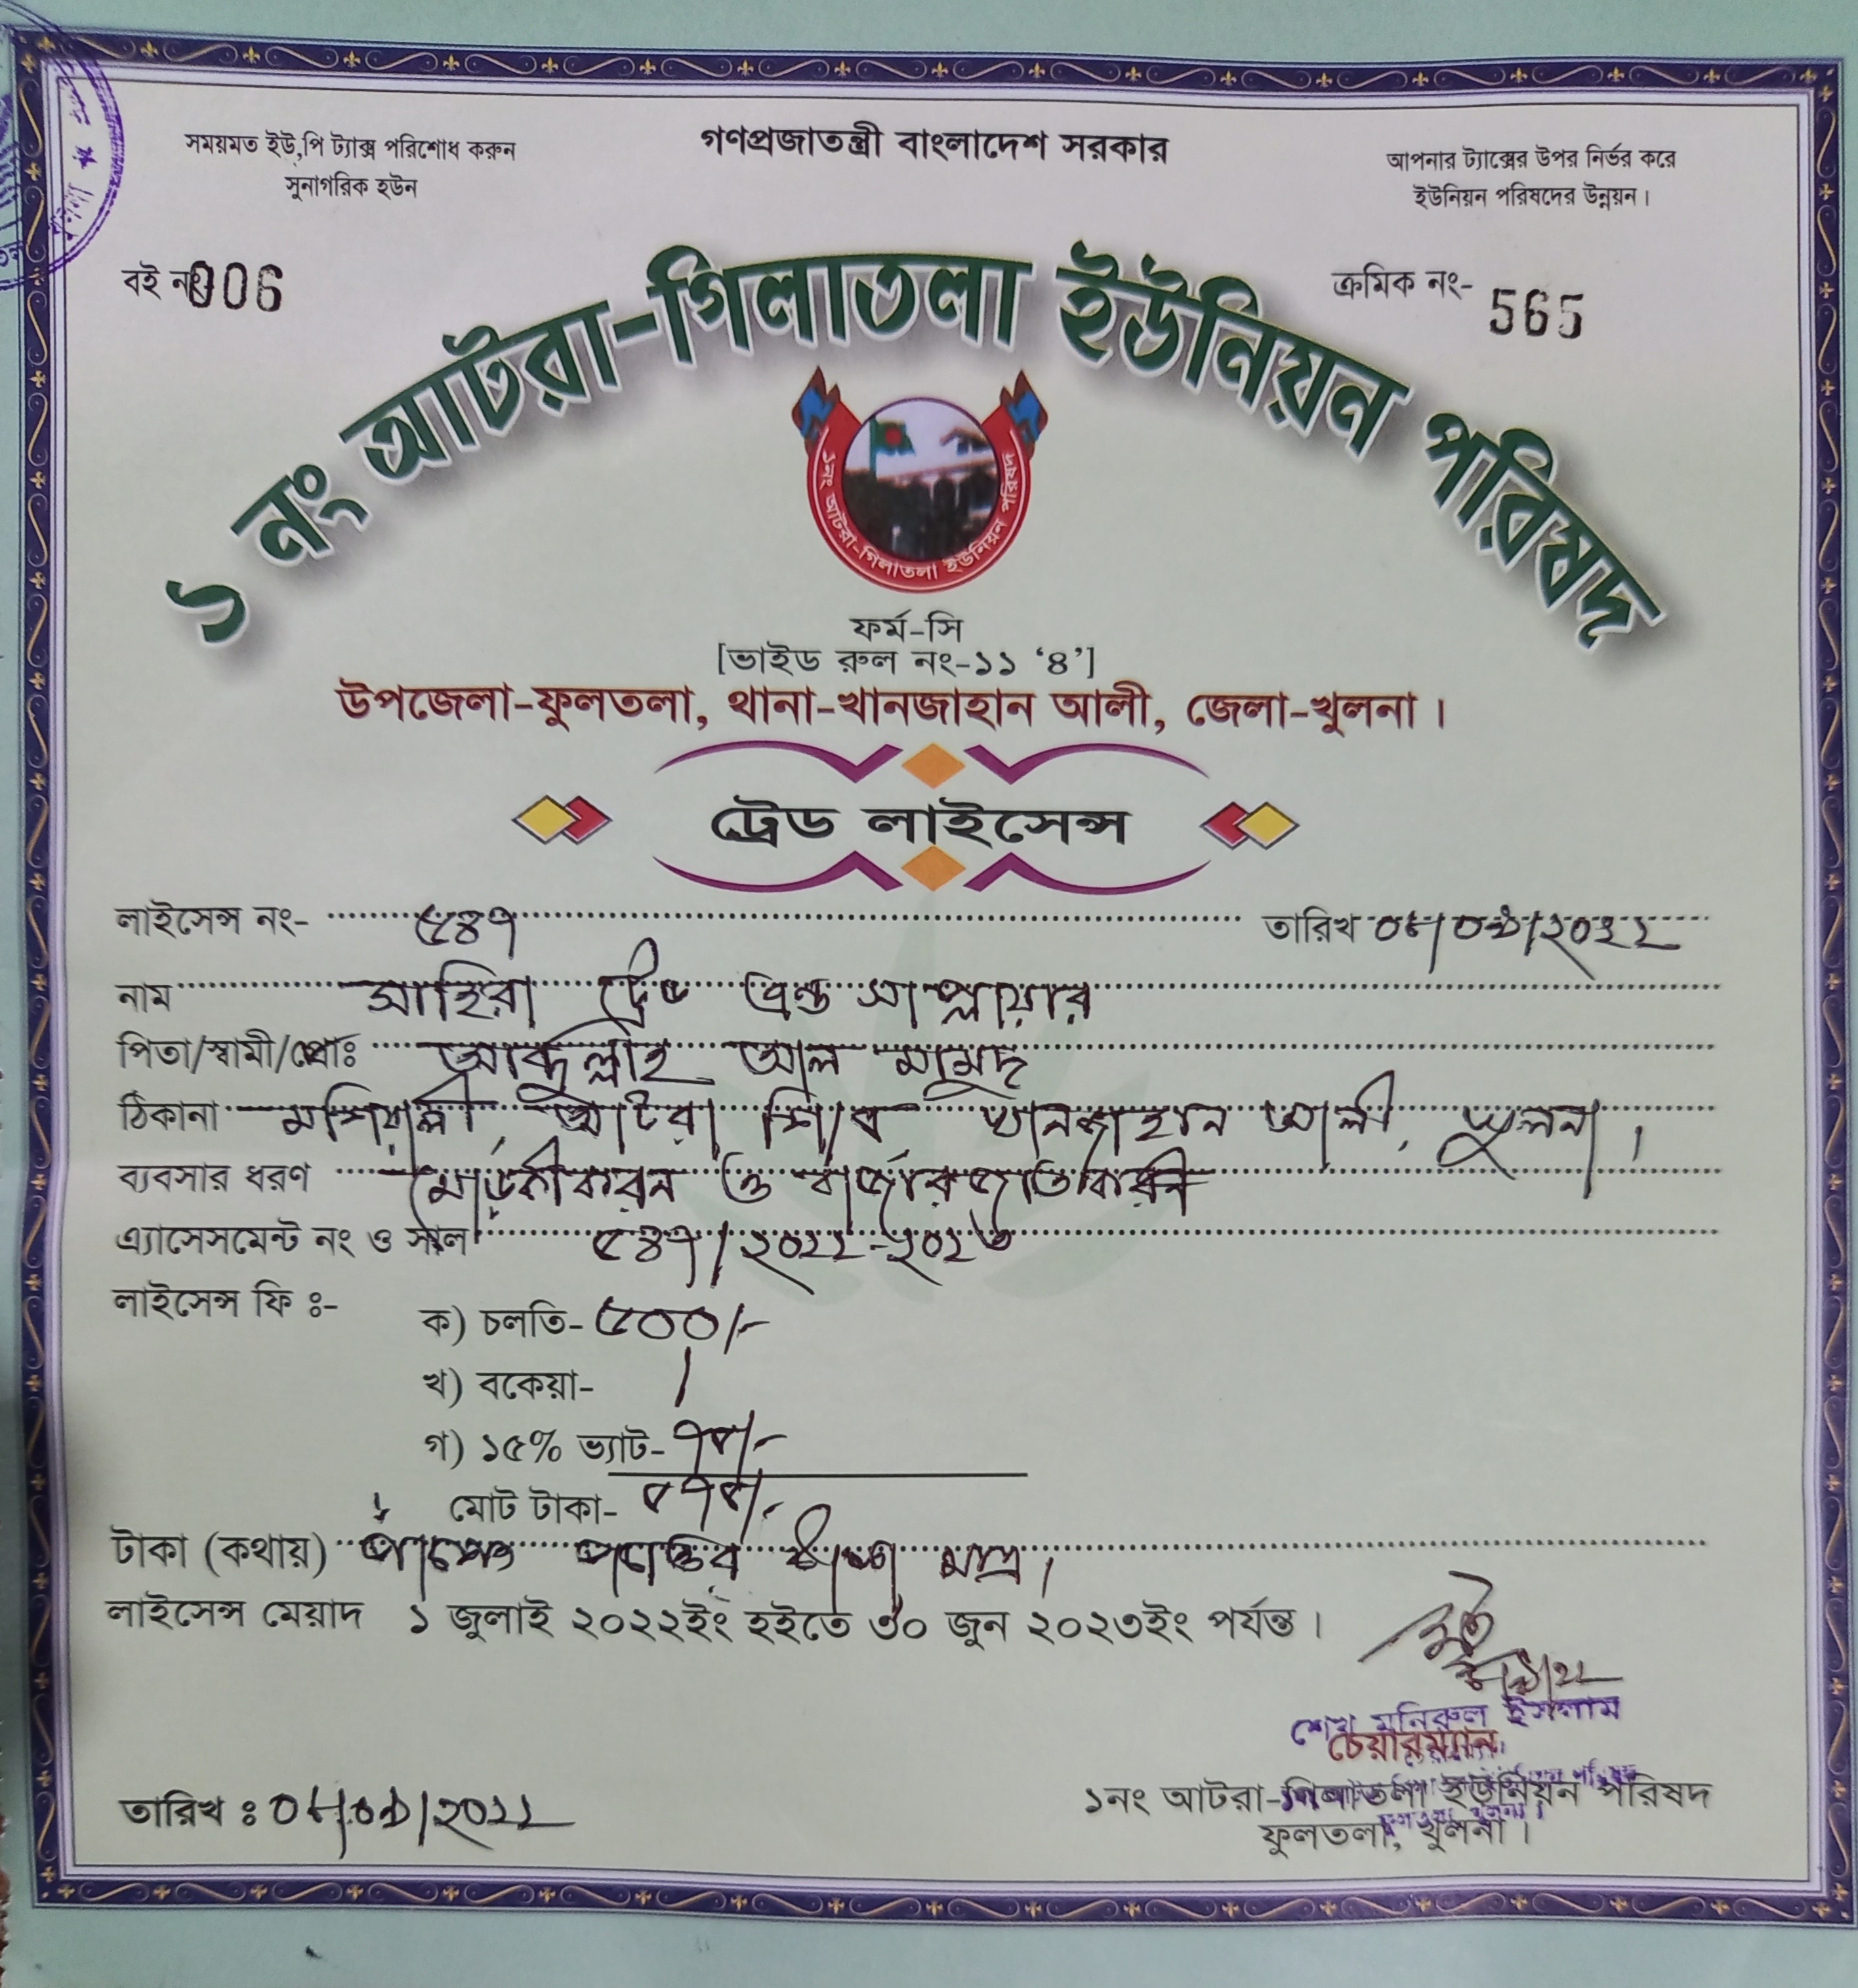 সময়মত ইউ,পি ট্যাক্স পরিশোধ করুন
সুনাগরিক হউন
গণপ্রজাতন্ত্রী বাংলাদেশ সরকার
আপনার ট্যাক্সের উপর নির্ভর করে
ইউনিয়ন পরিষদের উন্নয়ন।
বই নং 006
ক্রমিক নং- 565
১ নং আটরা-গিলাতলা ইউনিয়ন পরিষদ
১নং আটরা-গিলাতলা ইউনিয়ন পরিষদ
ফর্ম-সি
[ভাইড রুল নং-১১ ‘৪’]
উপজেলা-ফুলতলা, থানা-খানজাহান আলী, জেলা-খুলনা।
ট্রেড লাইসেন্স
লাইসেন্স নং- ৫৪৭ তারিখ ০৮/০৯/২০২২
নাম সাহিরা ট্রেড এন্ড সাপ্লায়ার
পিতা/স্বামী/প্রোঃ আব্দুল্লাহ আল মামুদ
ঠিকানা মশিয়ালী, আটরা শিল্প খানজাহান আলী, খুলনা।
ব্যবসার ধরণ মোড়কীকরন ও বার্জারজাতকিরন
এ্যাসেসমেন্ট নং ও সাল ৫৪৭/২০২২-২০২৩
লাইসেন্স ফি ঃ-
ক) চলতি- ৫০০/-
খ) বকেয়া- /
গ) ১৫% ভ্যাট- ৭৫/-
মোট টাকা- ৫৭৫/-
টাকা (কথায়) পাঁচশত পচাত্তর টাকা মাত্র।
লাইসেন্স মেয়াদ ১ জুলাই ২০২২ইং হইতে ৩০ জুন ২০২৩ইং পর্যন্ত।
শেখ মনিরুল ইসলাম
চেয়ারম্যান
১নং আটরা-গিলাতলা ইউনিয়ন পরিষদ
ফুলতলা, খুলনা।
তারিখ : ০৮/০৯/২০২২